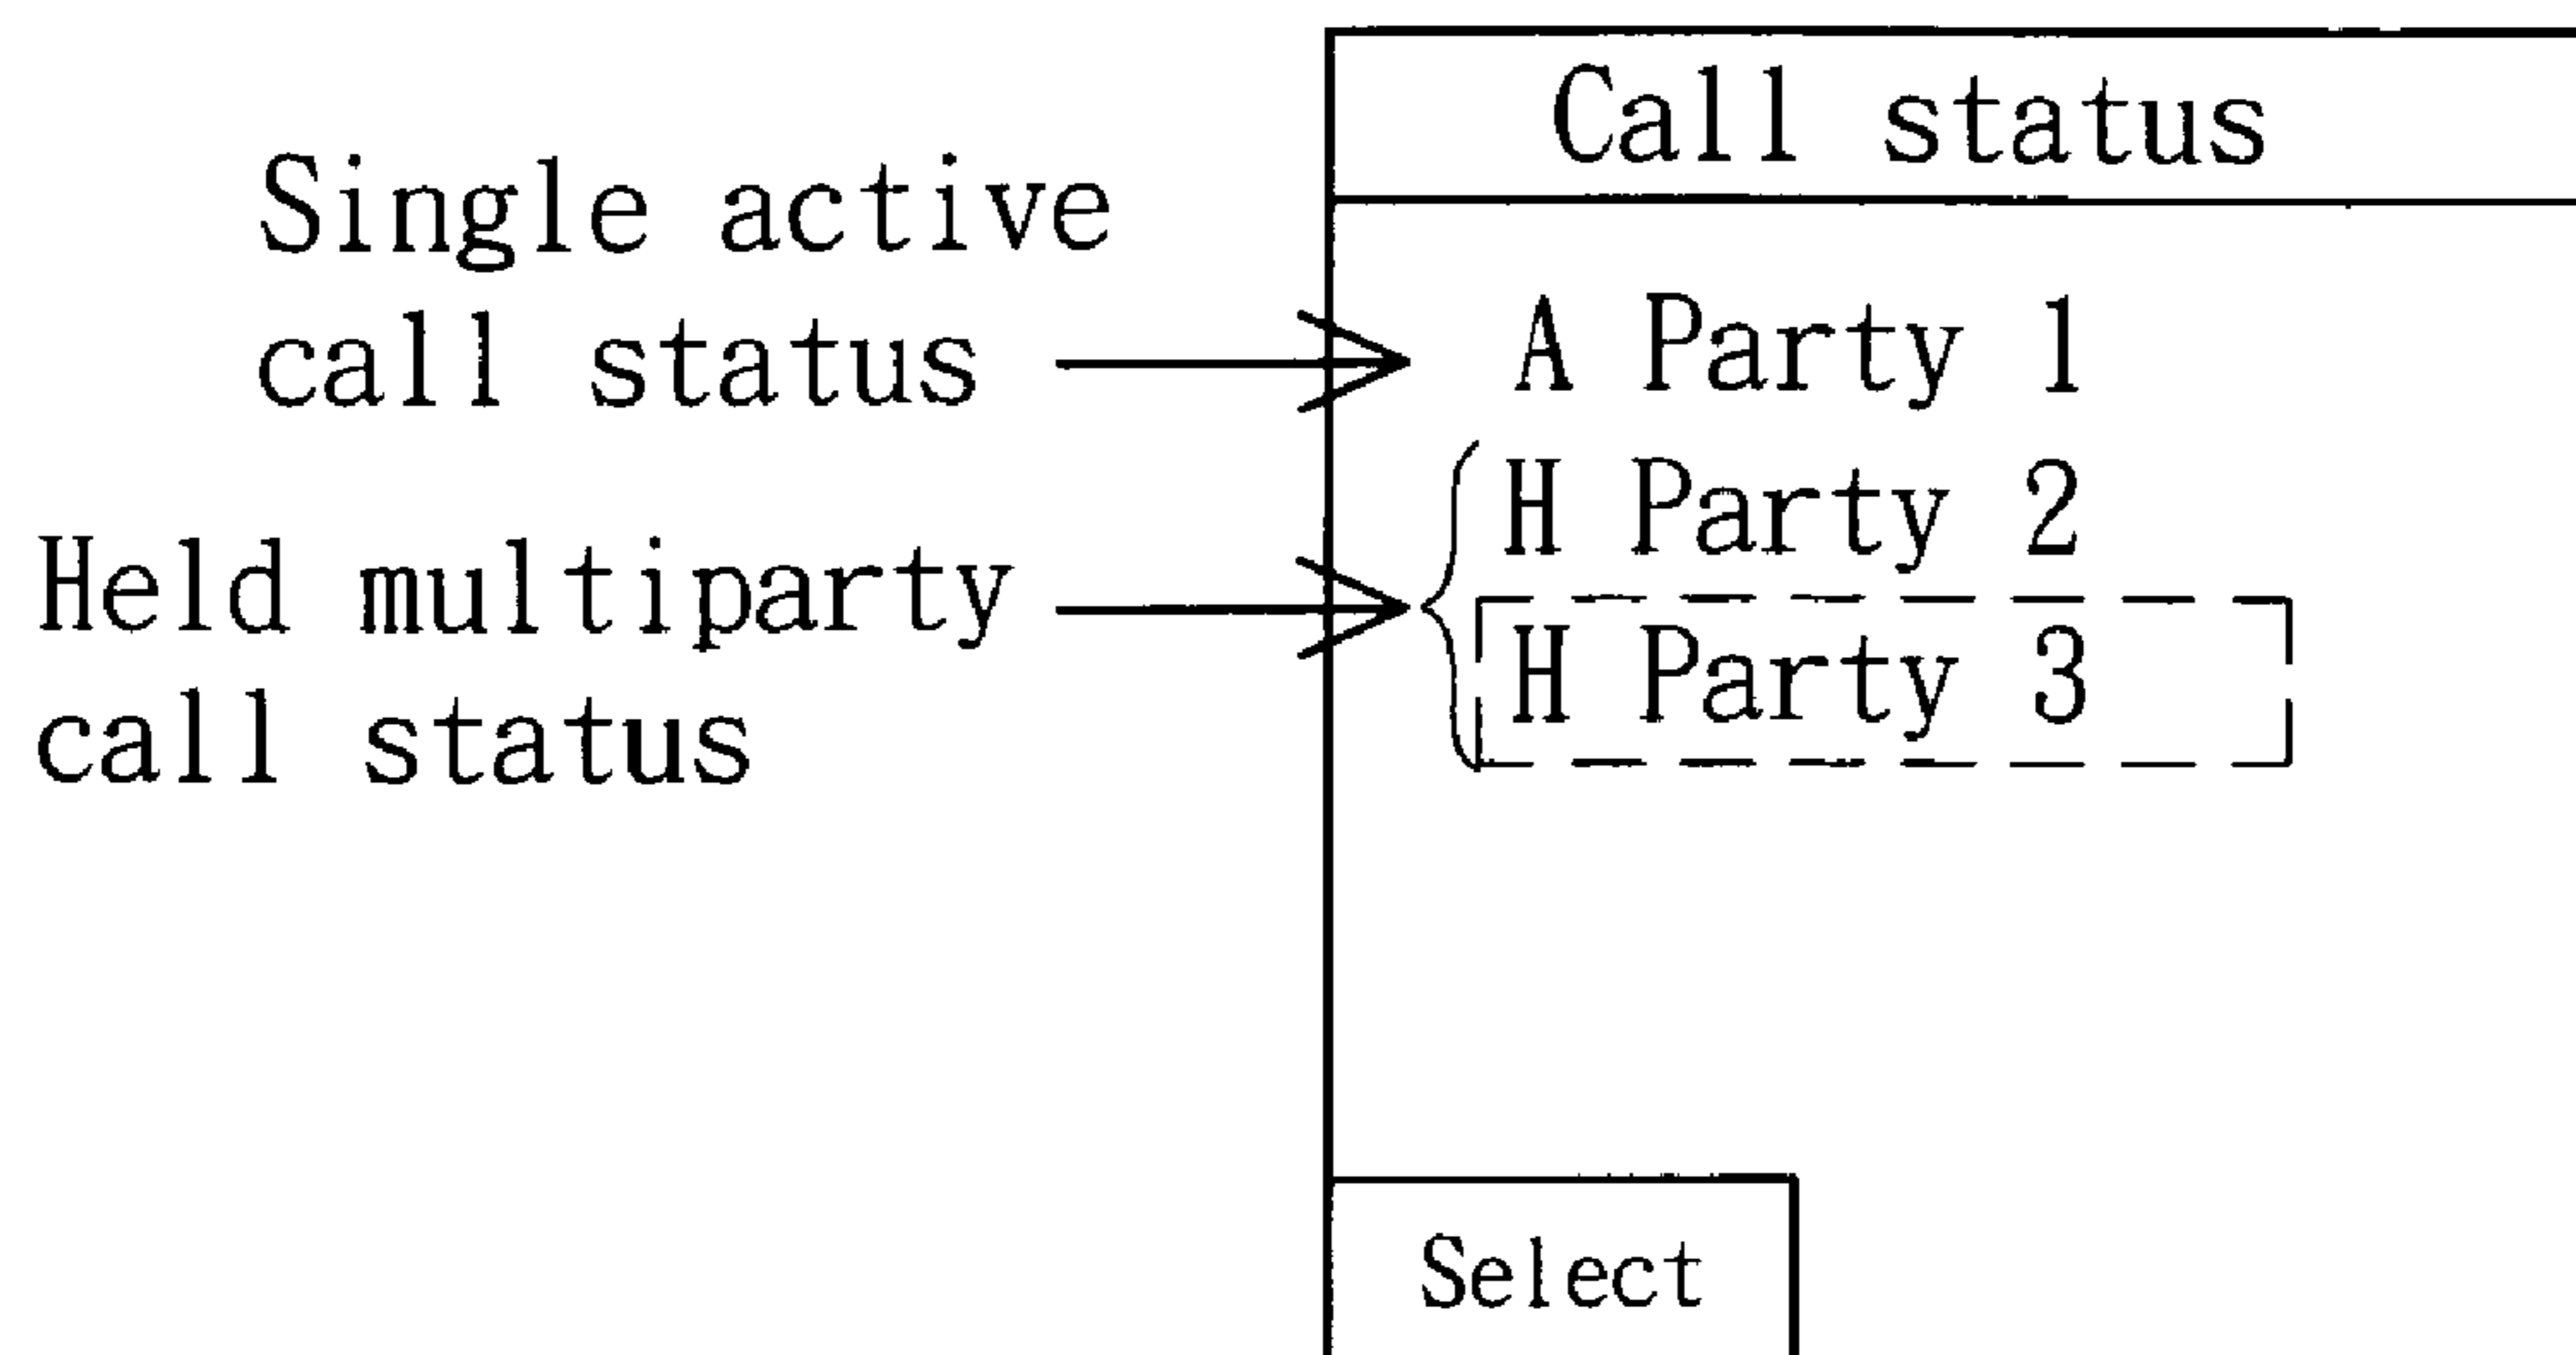 Call status
Single active
call status
A Party 1
H Party 2
Held multiparty
call status
H Party 3
Select